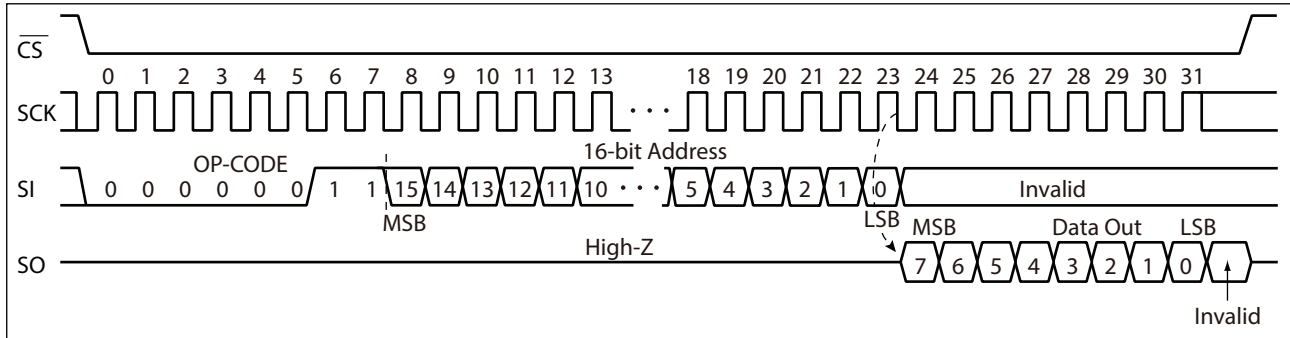 CS
0 1 2 3 4 5 6 7 8 9 10 11 12 13 18 19 20 21 22 23 24 25 26 27 28 29 30 31
SCK
· · ·
16-bit Address
OP-CODE
SI 0 0 0 0 0 0 1 1 15 14 13 12 11 10 · · · 5 4 3 2 1 0 Invalid
MSB LSB MSB Data Out LSB
High-Z
SO 7 6 5 4 3 2 1 0
Invalid